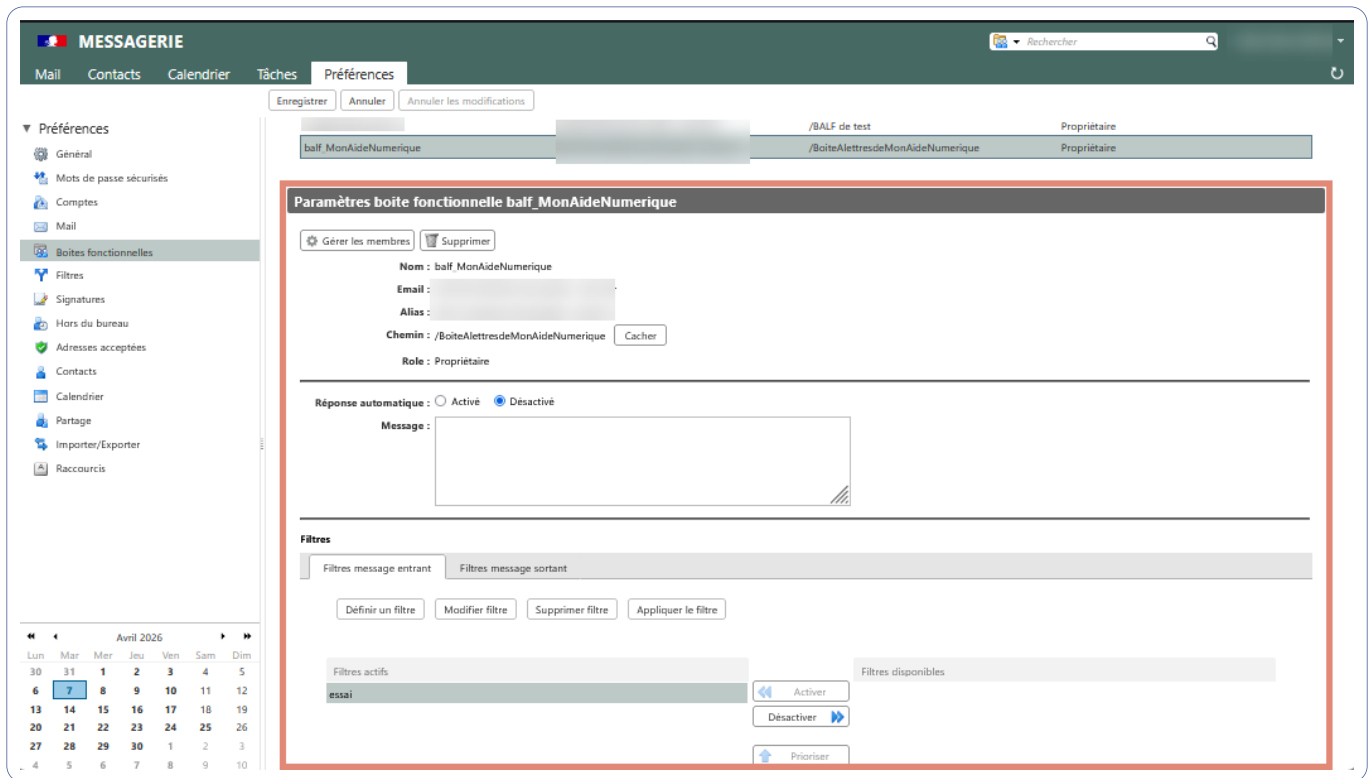 MESSAGERIE
Rechercher
Mail Contacts Calendrier Tâches Préférences
Enregistrer Annuler Annuler les modifications
Préférences
Général
Mots de passe sécurisés
Comptes
Mail
Boites fonctionnelles
Filtres
Signatures
Hors du bureau
Adresses acceptées
Contacts
Calendrier
Partage
Importer/Exporter
Raccourcis
/BALF de test Propriétaire
balf_MonAideNumerique /BoiteAlettresdeMonAideNumerique Propriétaire
Paramètres boite fonctionnelle balf_MonAideNumerique
Gérer les membres Supprimer
Nom : balf_MonAideNumerique
Email :
Alias :
Chemin : /BoiteAlettresdeMonAideNumerique Cacher
Role : Propriétaire
Réponse automatique : Activé Désactivé
Message :
Filtres
Filtres message entrant Filtres message sortant
Définir un filtre Modifier filtre Supprimer filtre Appliquer le filtre
Filtres actifs Filtres disponibles
essai
Activer
Désactiver
Prioriser
Avril 2026
Lun Mar Mer Jeu Ven Sam Dim
30 31 1 2 3 4 5
6 7 8 9 10 11 12
13 14 15 16 17 18 19
20 21 22 23 24 25 26
27 28 29 30 1 2 3
4 5 6 7 8 9 10